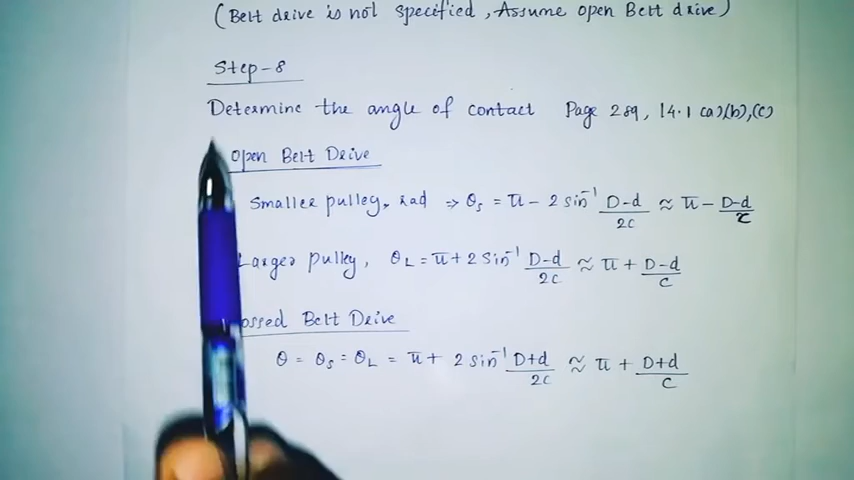 (Belt drive is not specified, Assume open Belt drive)
Step-8
Determine the angle of contact Page 289, 14.1 (a)(b),(c)
Open Belt Drive
Smaller pulley, rad ⇒ θs = π - 2 sin⁻¹ (D-d)/2C ≈ π - (D-d)/C
Larger pulley, θL = π + 2 Sin⁻¹ (D-d)/2C ≈ π + (D-d)/C
ossed Belt Drive
θ = θs = θL = π + 2 sin⁻¹ (D+d)/2C ≈ π + (D+d)/C